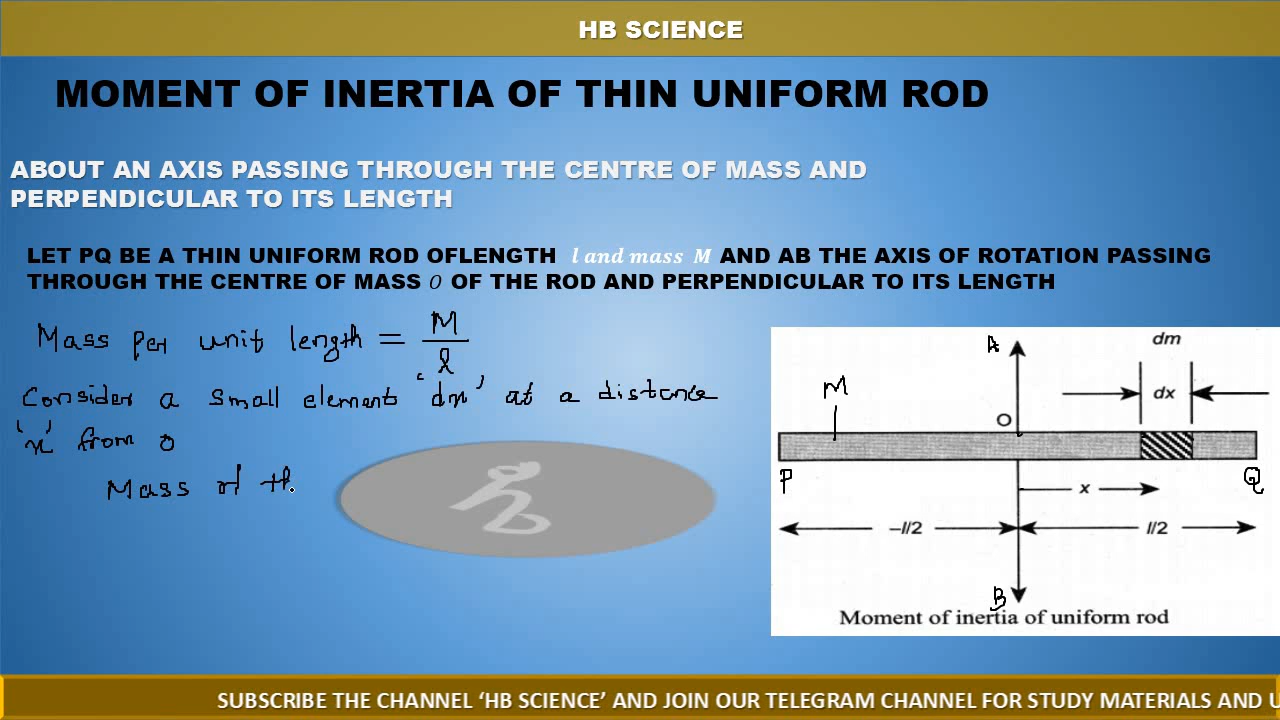 HB SCIENCE
MOMENT OF INERTIA OF THIN UNIFORM ROD
ABOUT AN AXIS PASSING THROUGH THE CENTRE OF MASS AND
PERPENDICULAR TO ITS LENGTH
LET PQ BE A THIN UNIFORM ROD OFLENGTH l and mass M AND AB THE AXIS OF ROTATION PASSING
THROUGH THE CENTRE OF MASS O OF THE ROD AND PERPENDICULAR TO ITS LENGTH
Mass per unit length = M/l
Consider a small element 'dx' at a distance
'x' from O
Mass of th
dm
A
dx
M
O
P
Q
x
–l/2
l/2
B
Moment of inertia of uniform rod
SUBSCRIBE THE CHANNEL ‘HB SCIENCE’ AND JOIN OUR TELEGRAM CHANNEL FOR STUDY MATERIALS AND U